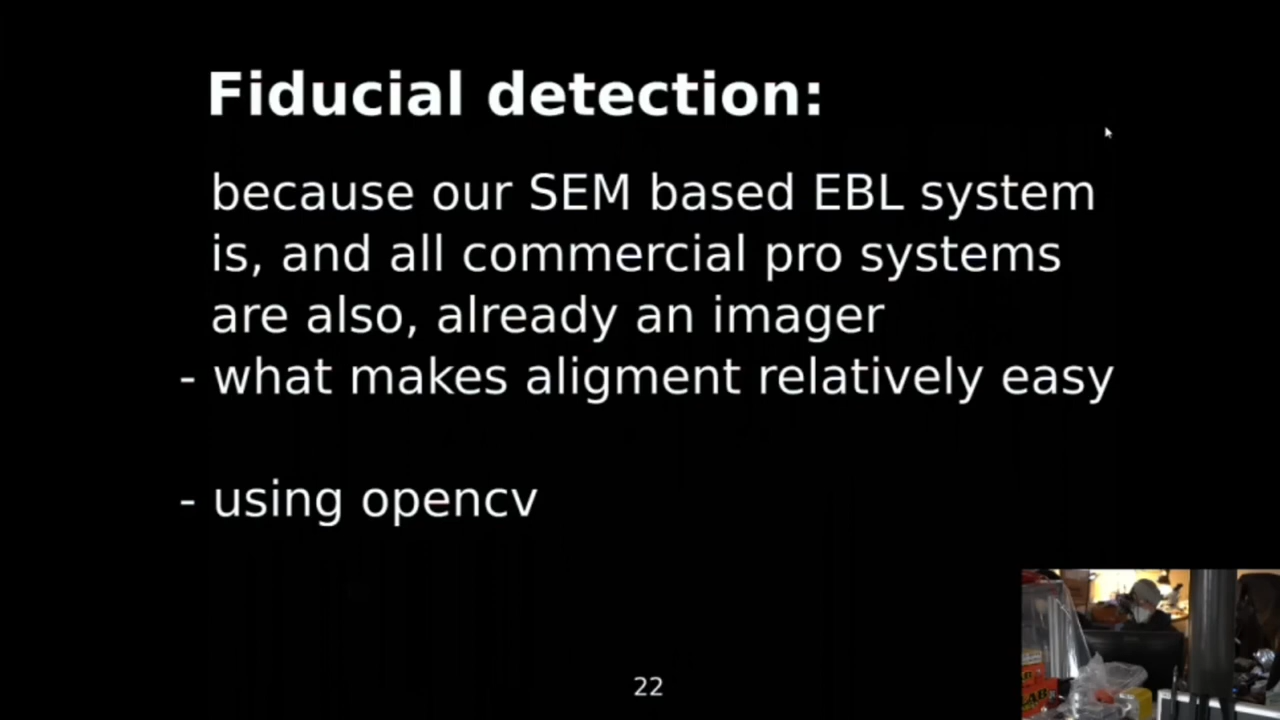 Fiducial detection:
because our SEM based EBL system
is, and all commercial pro systems
are also, already an imager
- what makes aligment relatively easy
- using opencv
22